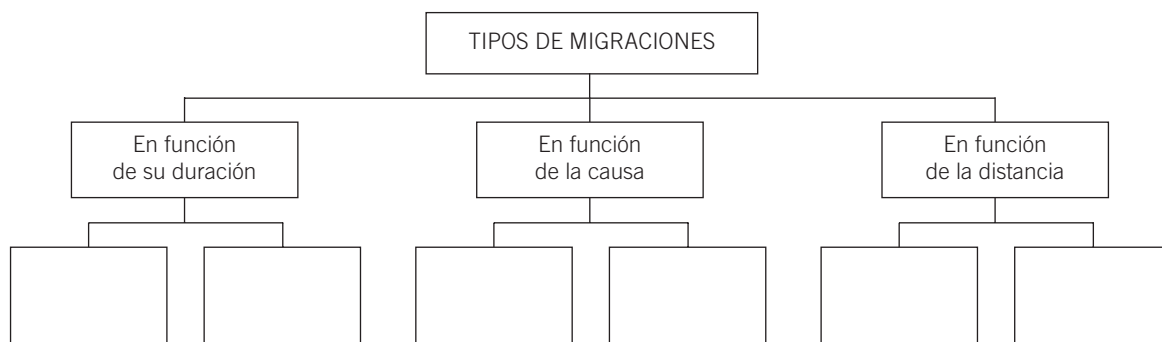 TIPOS DE MIGRACIONES
En función
de su duración
En función
de la causa
En función
de la distancia